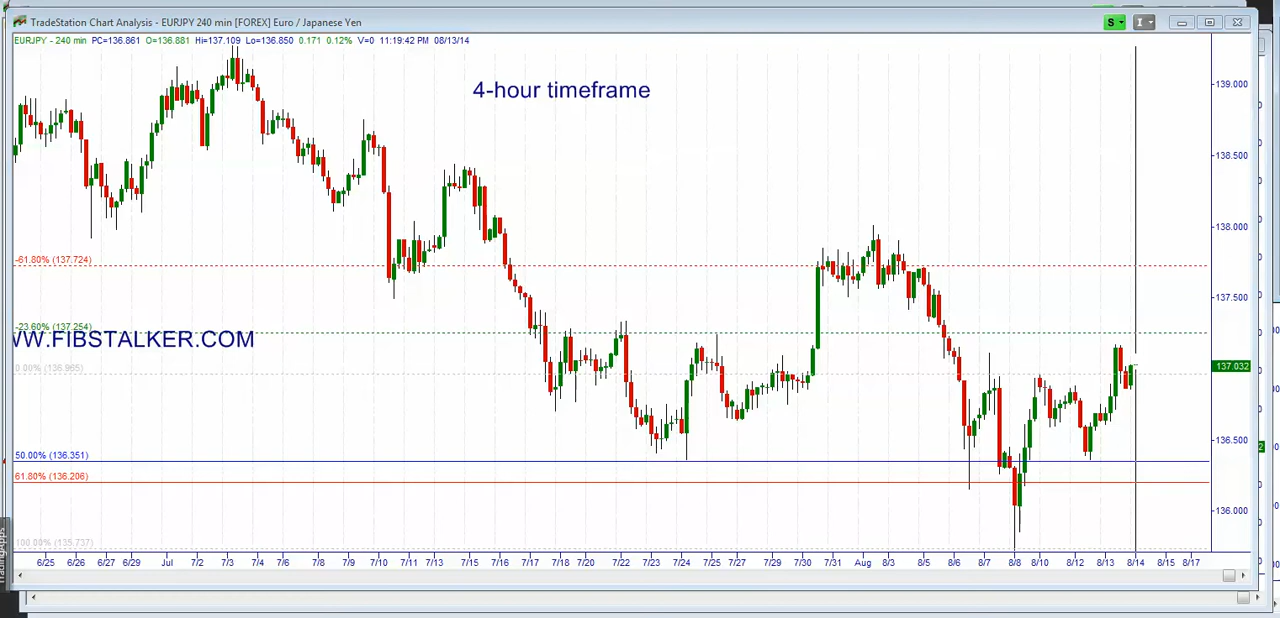 TradeStation Chart Analysis - EURJPY 240 min [FOREX] Euro / Japanese Yen
S
I
EURJPY - 240 min PC=136.861 O=136.881 Hi=137.109 Lo=136.850 0.171 0.12% V=0 11:19:42 PM 08/13/14
4-hour timeframe
139.000
138.500
138.000
-61.80% (137.724)
137.500
-23.60% (137.254)
WW.FIBSTALKER.COM
0.00% (136.965)
137.032
136.500
50.00% (136.351)
61.80% (136.206)
136.000
100.00% (135.737)
6/25 6/26 6/27 6/29 Jul 7/2 7/3 7/4 7/6 7/8 7/9 7/10 7/11 7/13 7/15 7/16 7/17 7/18 7/20 7/22 7/23 7/24 7/25 7/27 7/29 7/30 7/31 Aug 8/3 8/5 8/6 8/7 8/8 8/10 8/12 8/13 8/14 8/15 8/17